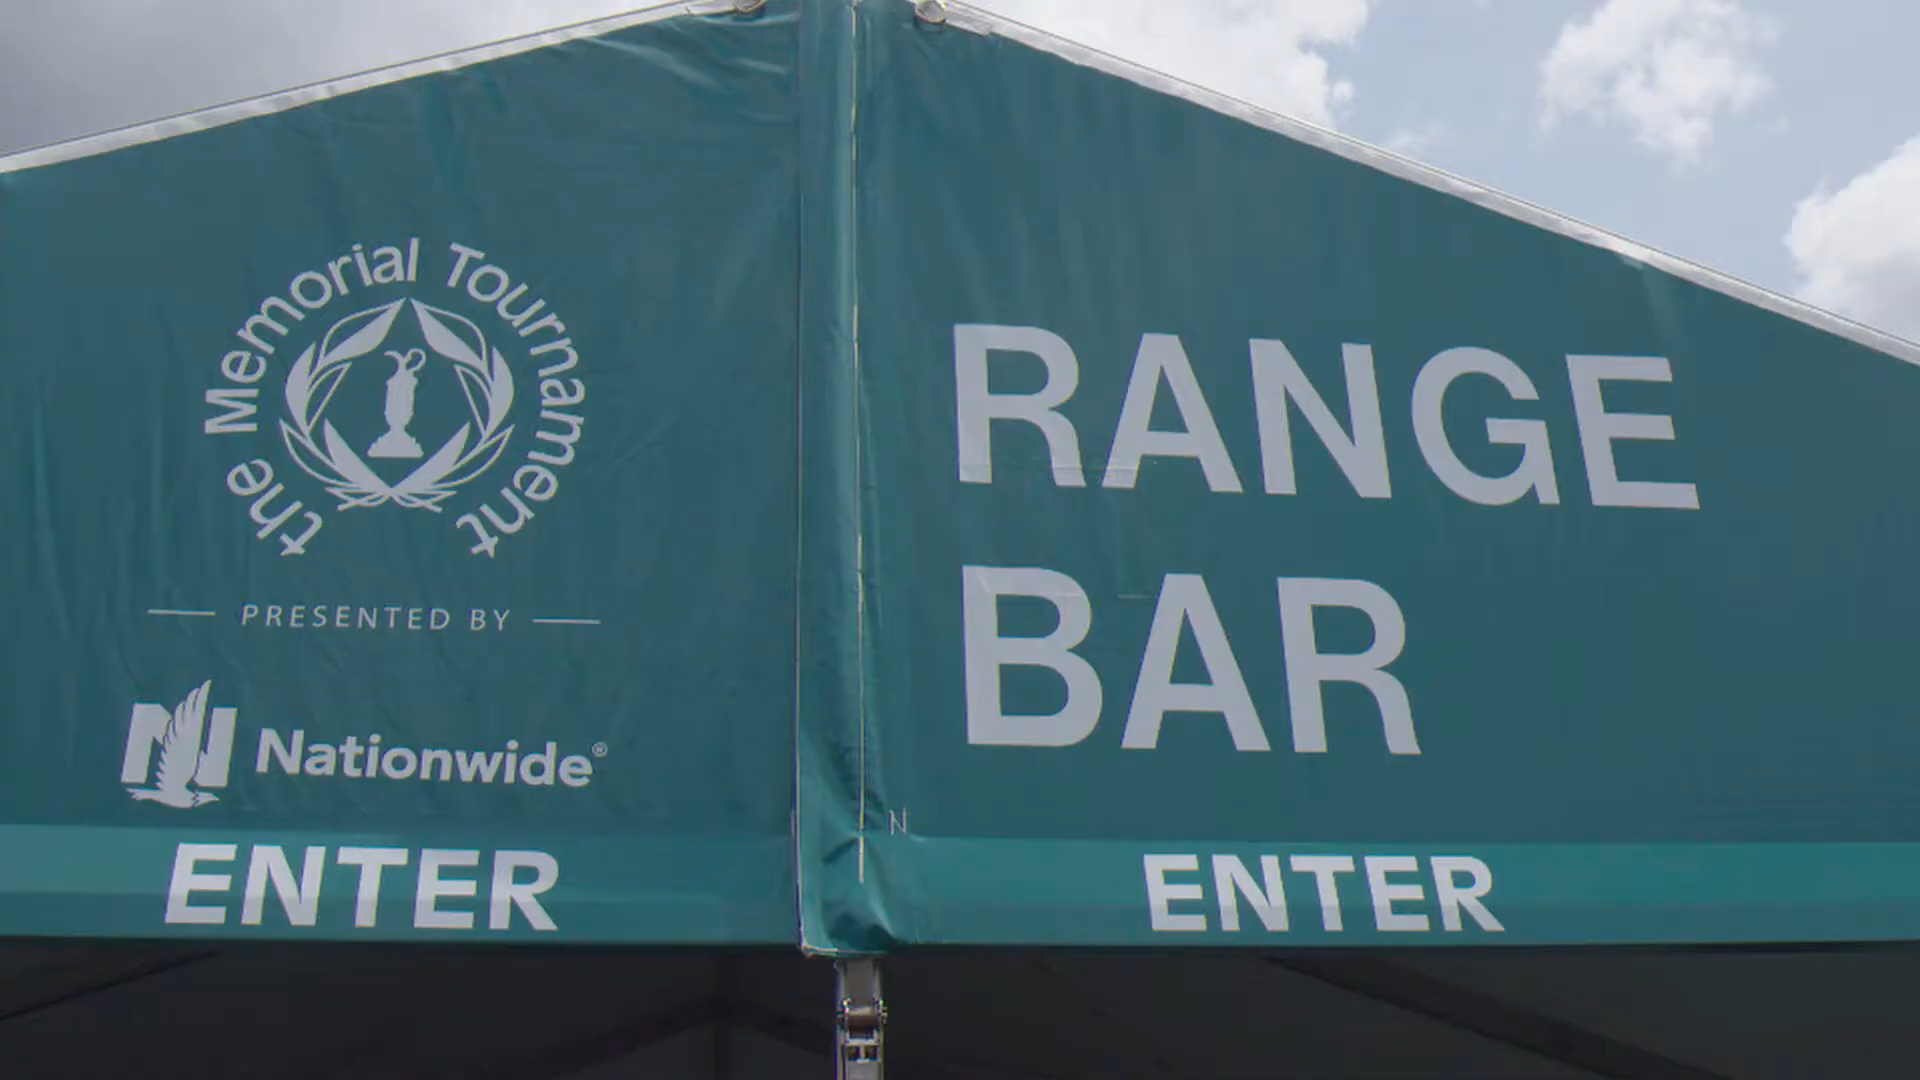 the Memorial Tournament
PRESENTED BY
Nationwide®
ENTER
RANGE
BAR
N
ENTER